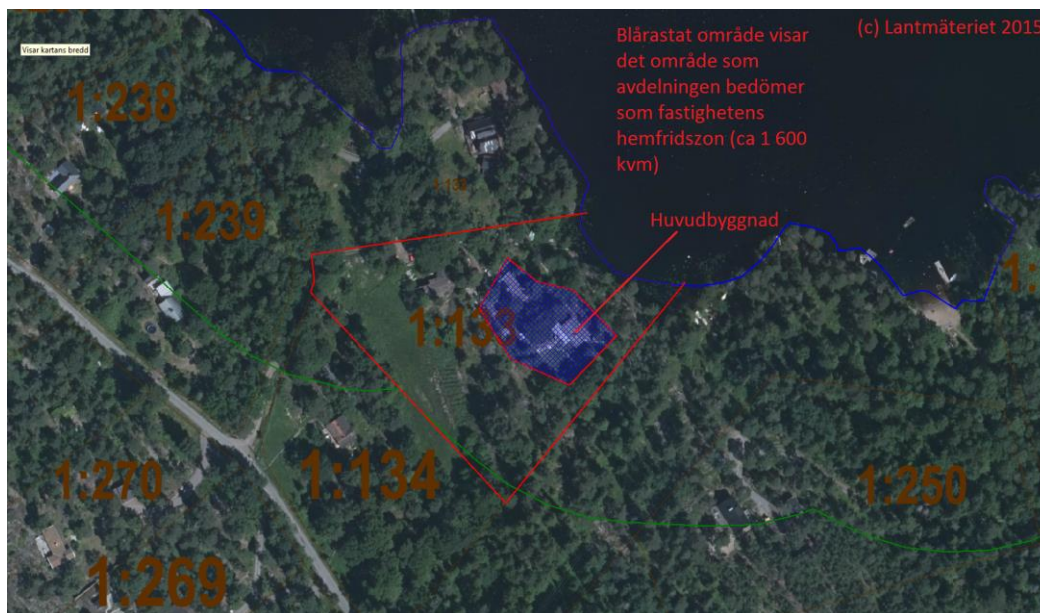 Visar kartans bredd
Blårastat område visar
det område som
avdelningen bedömer
som fastighetens
hemfridszon (ca 1 600
kvm)
(c) Lantmäteriet 2015
1:238
1:239
Huvudbyggnad
1:
1:133
1:134
1:270
1:250
1:269